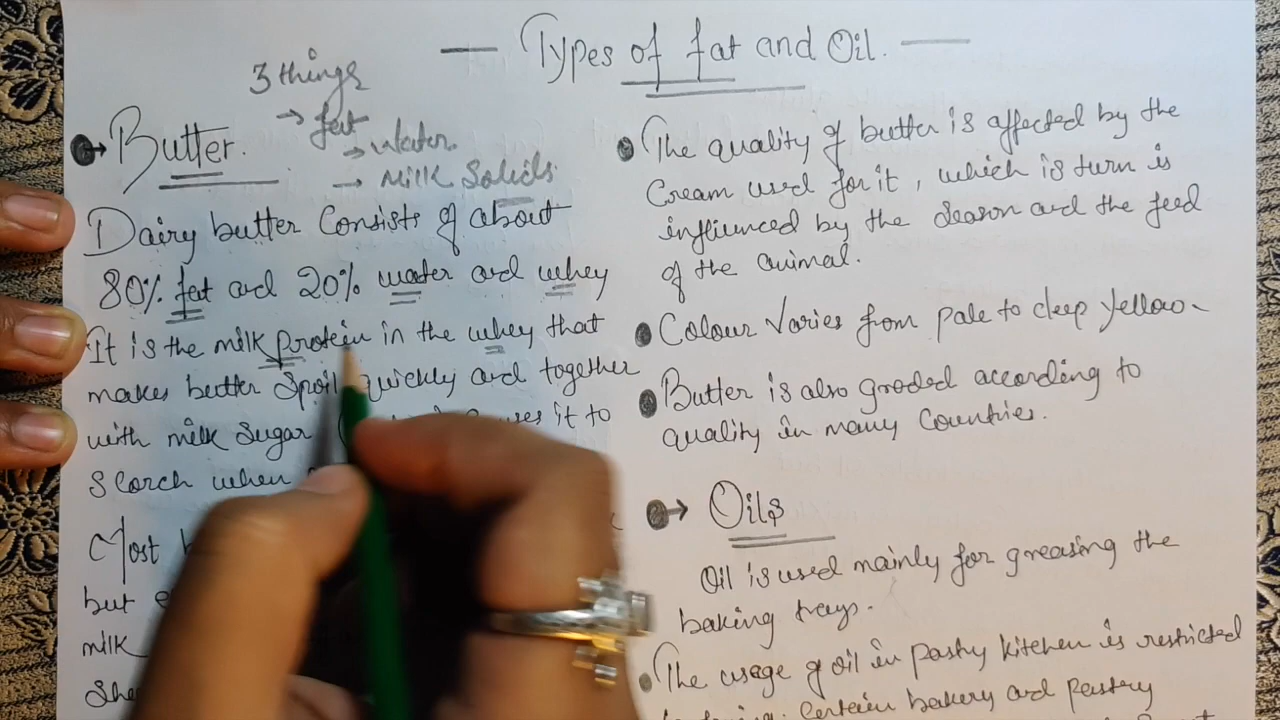 Types of fat and Oil.
3 things
→ fat
→ Water.
→ Milk Solids
Butter.
Dairy butter Consists of about
80% fat and 20% water and whey
It is the milk protein in the whey that
makes butter Spoil quickly and together
with milk Sugar it to
Scorch when
Most
but
milk
She
The quality of butter is affected by the
Cream used for it, which is turn is
influenced by the Season and the feed
of the animal.
Colour Varies from pale to deep yellow.
Butter is also graded according to
quality in many Countries.
→ Oils
Oil is used mainly for greasing the
baking trays.
The usage of oil in pastry kitchen is restricted
Certain bakery and Pastry